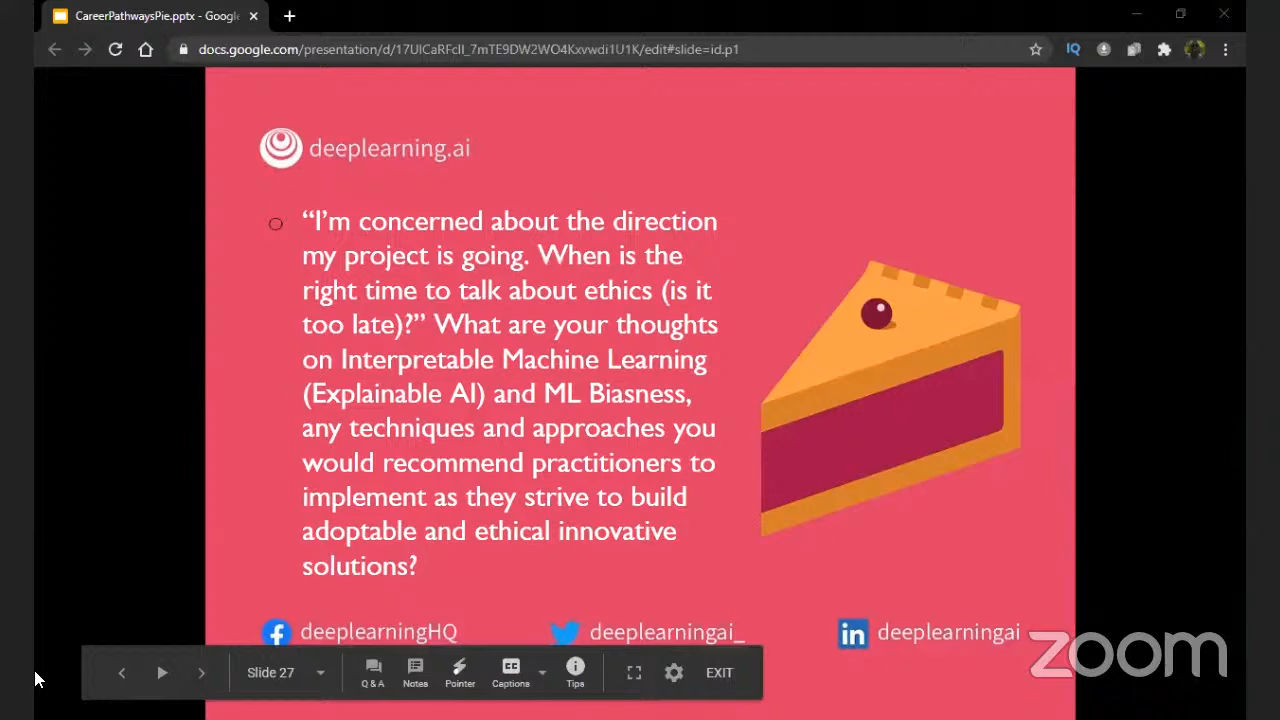 CareerPathwaysPie.pptx - Google
docs.google.com/presentation/d/17UlCaRFcIl_7mTE9DW2WO4Kxvwdi1U1K/edit#slide=id.p1
IQ
deeplearning.ai
“I’m concerned about the direction
my project is going. When is the
right time to talk about ethics (is it
too late)?” What are your thoughts
on Interpretable Machine Learning
(Explainable AI) and ML Biasness,
any techniques and approaches you
would recommend practitioners to
implement as they strive to build
adoptable and ethical innovative
solutions?
deeplearningHQ
deeplearningai_
deeplearningai
zoom
Slide 27
Q & A
Notes
Pointer
CC
Captions
Tips
EXIT